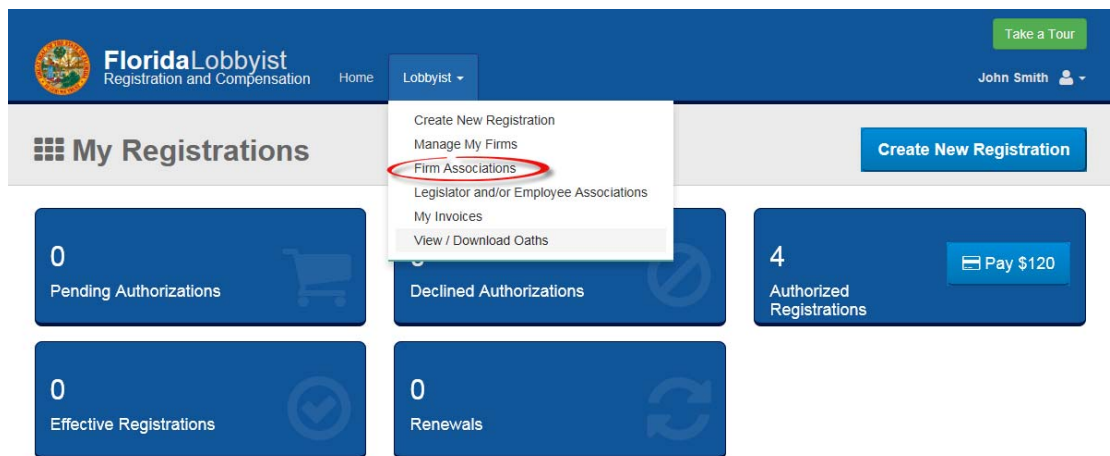 Take a Tour
FloridaLobbyist
Registration and Compensation
Home
Lobbyist
John Smith
Create New Registration
Manage My Firms
Firm Associations
Legislator and/or Employee Associations
My Invoices
View / Download Oaths
My Registrations
Create New Registration
0
Pending Authorizations
Declined Authorizations
4
Authorized
Registrations
Pay $120
0
Effective Registrations
0
Renewals